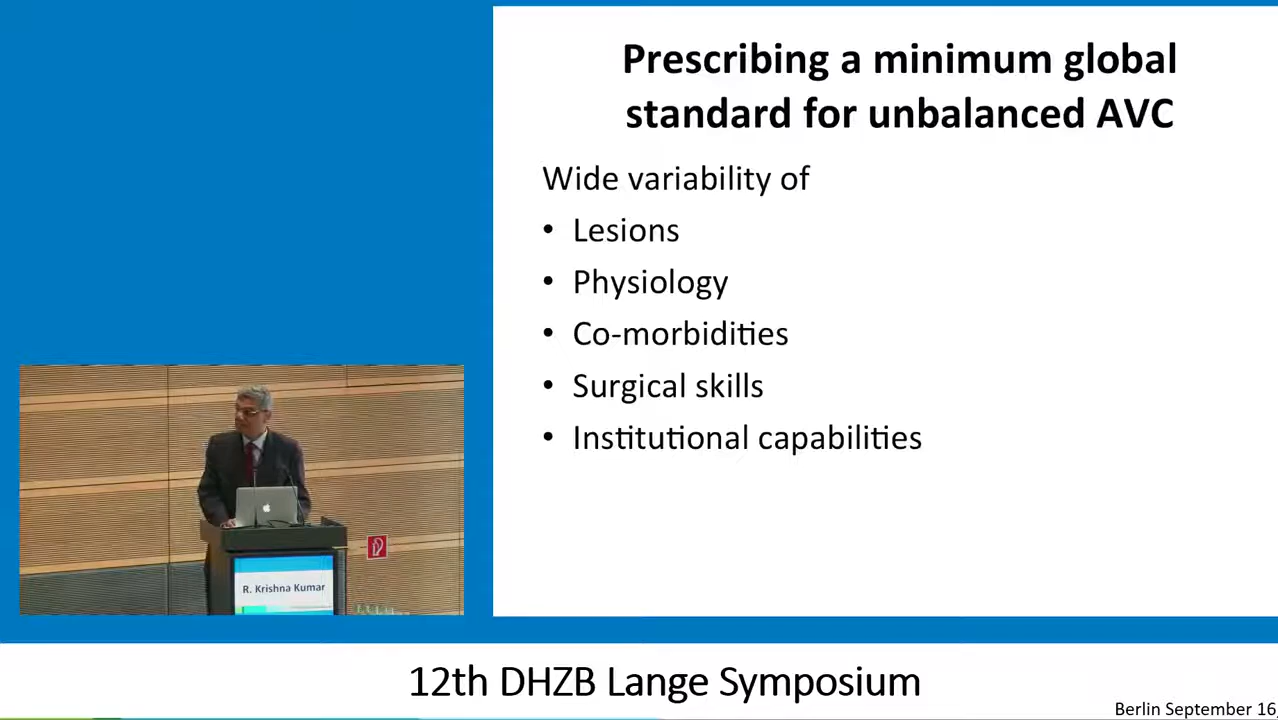 Prescribing a minimum global
standard for unbalanced AVC
Wide variability of
• Lesions
• Physiology
• Co-morbidities
• Surgical skills
• Institutional capabilities
R. Krishna Kumar
12th DHZB Lange Symposium
Berlin September 16